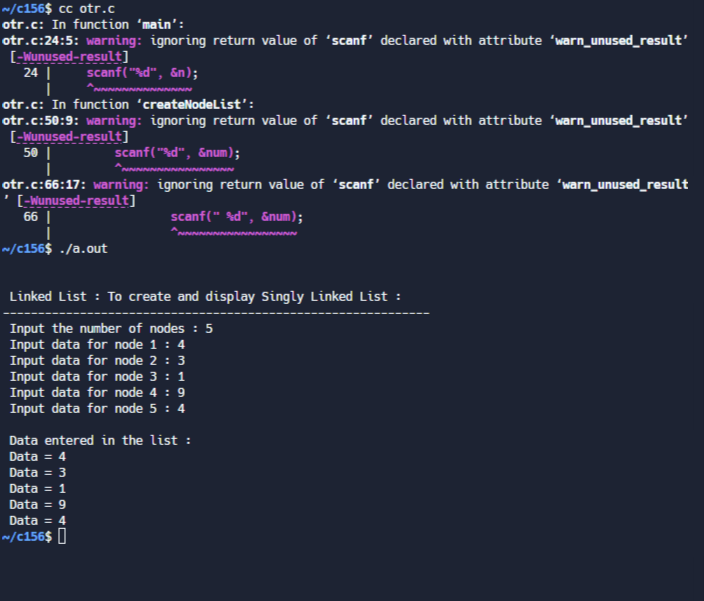 ~/c156$ cc otr.c
otr.c: In function ‘main’:
otr.c:24:5: warning: ignoring return value of ‘scanf’ declared with attribute ‘warn_unused_result’
[-Wunused-result]
24 |     scanf("%d", &n);
|     ^~~~~~~~~~~~~~~
otr.c: In function ‘createNodeList’:
otr.c:50:9: warning: ignoring return value of ‘scanf’ declared with attribute ‘warn_unused_result’
[-Wunused-result]
50 |         scanf("%d", &num);
|         ^~~~~~~~~~~~~~~~~
otr.c:66:17: warning: ignoring return value of ‘scanf’ declared with attribute ‘warn_unused_result
’ [-Wunused-result]
66 |                 scanf(" %d", &num);
|                 ^~~~~~~~~~~~~~~~~~
~/c156$ ./a.out
Linked List : To create and display Singly Linked List :
-------------------------------------------------------------
Input the number of nodes : 5
Input data for node 1 : 4
Input data for node 2 : 3
Input data for node 3 : 1
Input data for node 4 : 9
Input data for node 5 : 4
Data entered in the list :
Data = 4
Data = 3
Data = 1
Data = 9
Data = 4
~/c156$